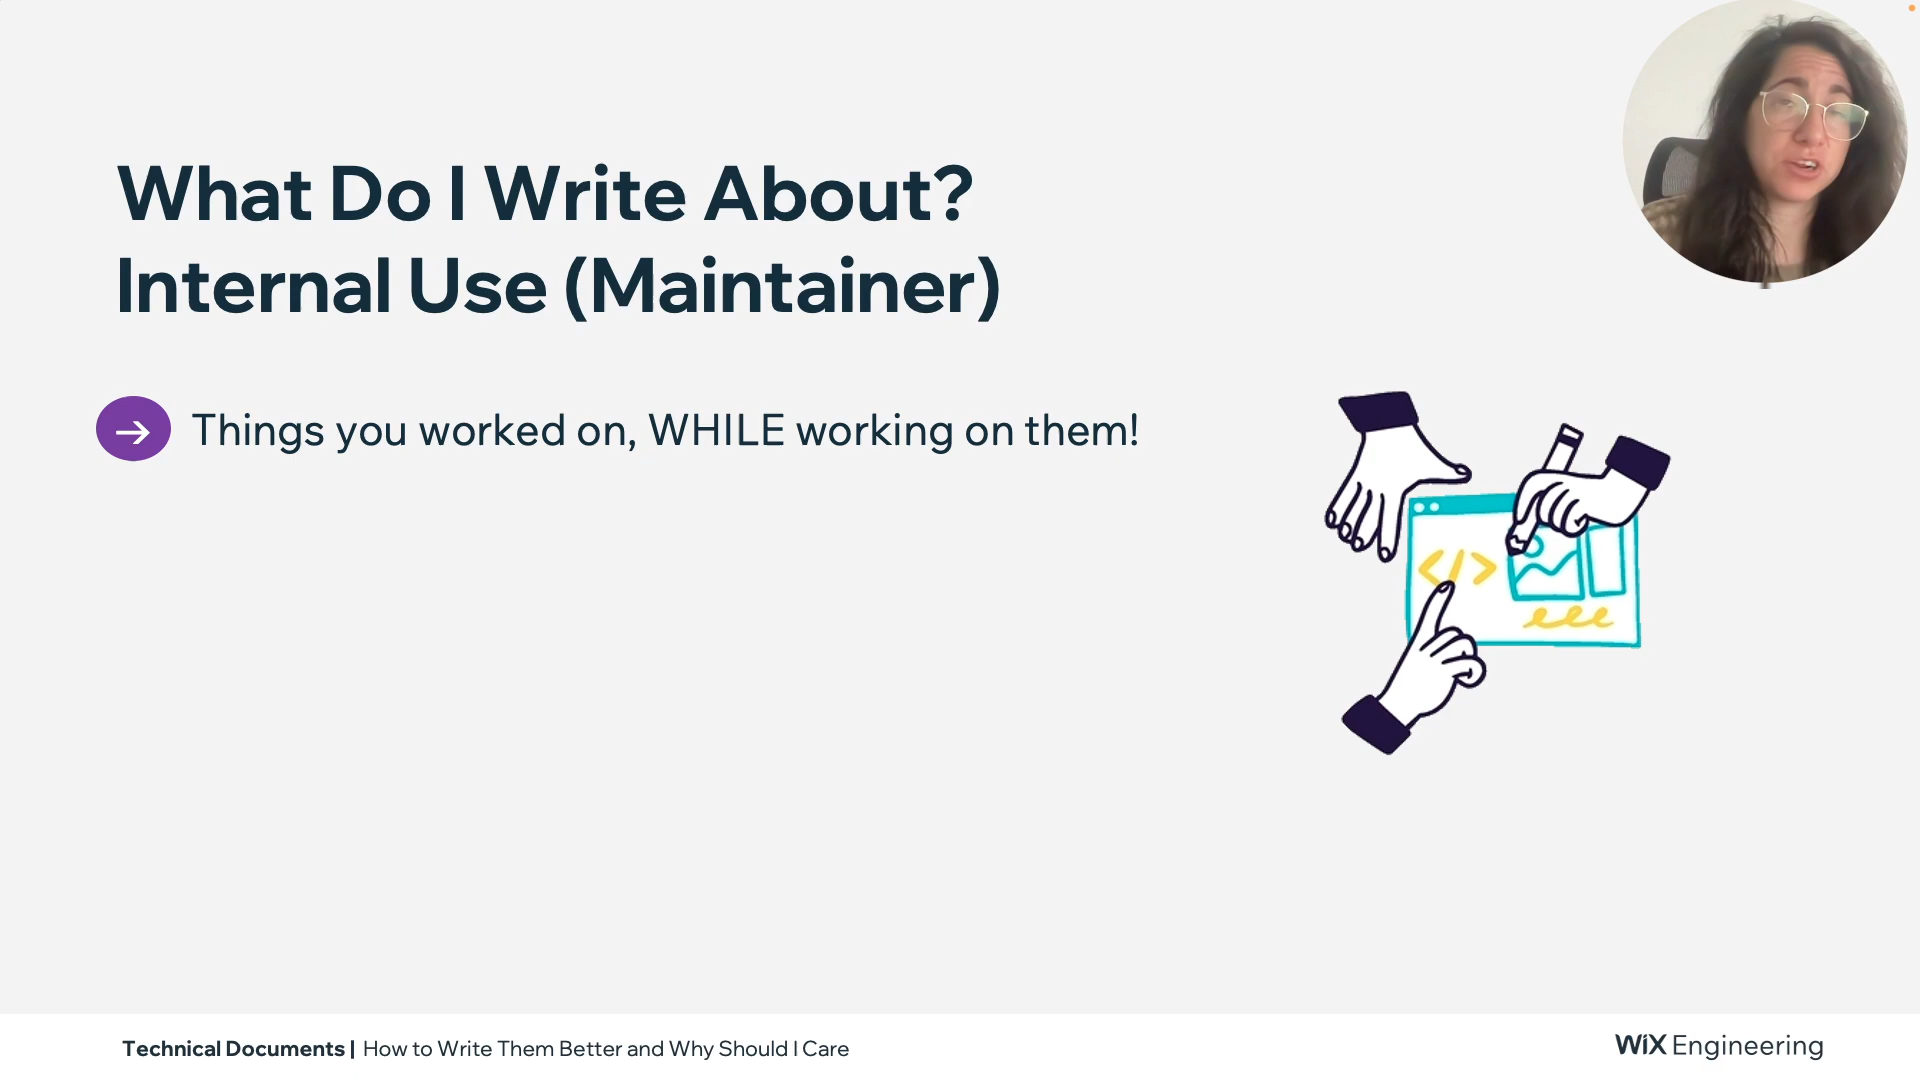 What Do I Write About?
Internal Use (Maintainer)
Things you worked on, WHILE working on them!
Technical Documents | How to Write Them Better and Why Should I Care
WiX Engineering